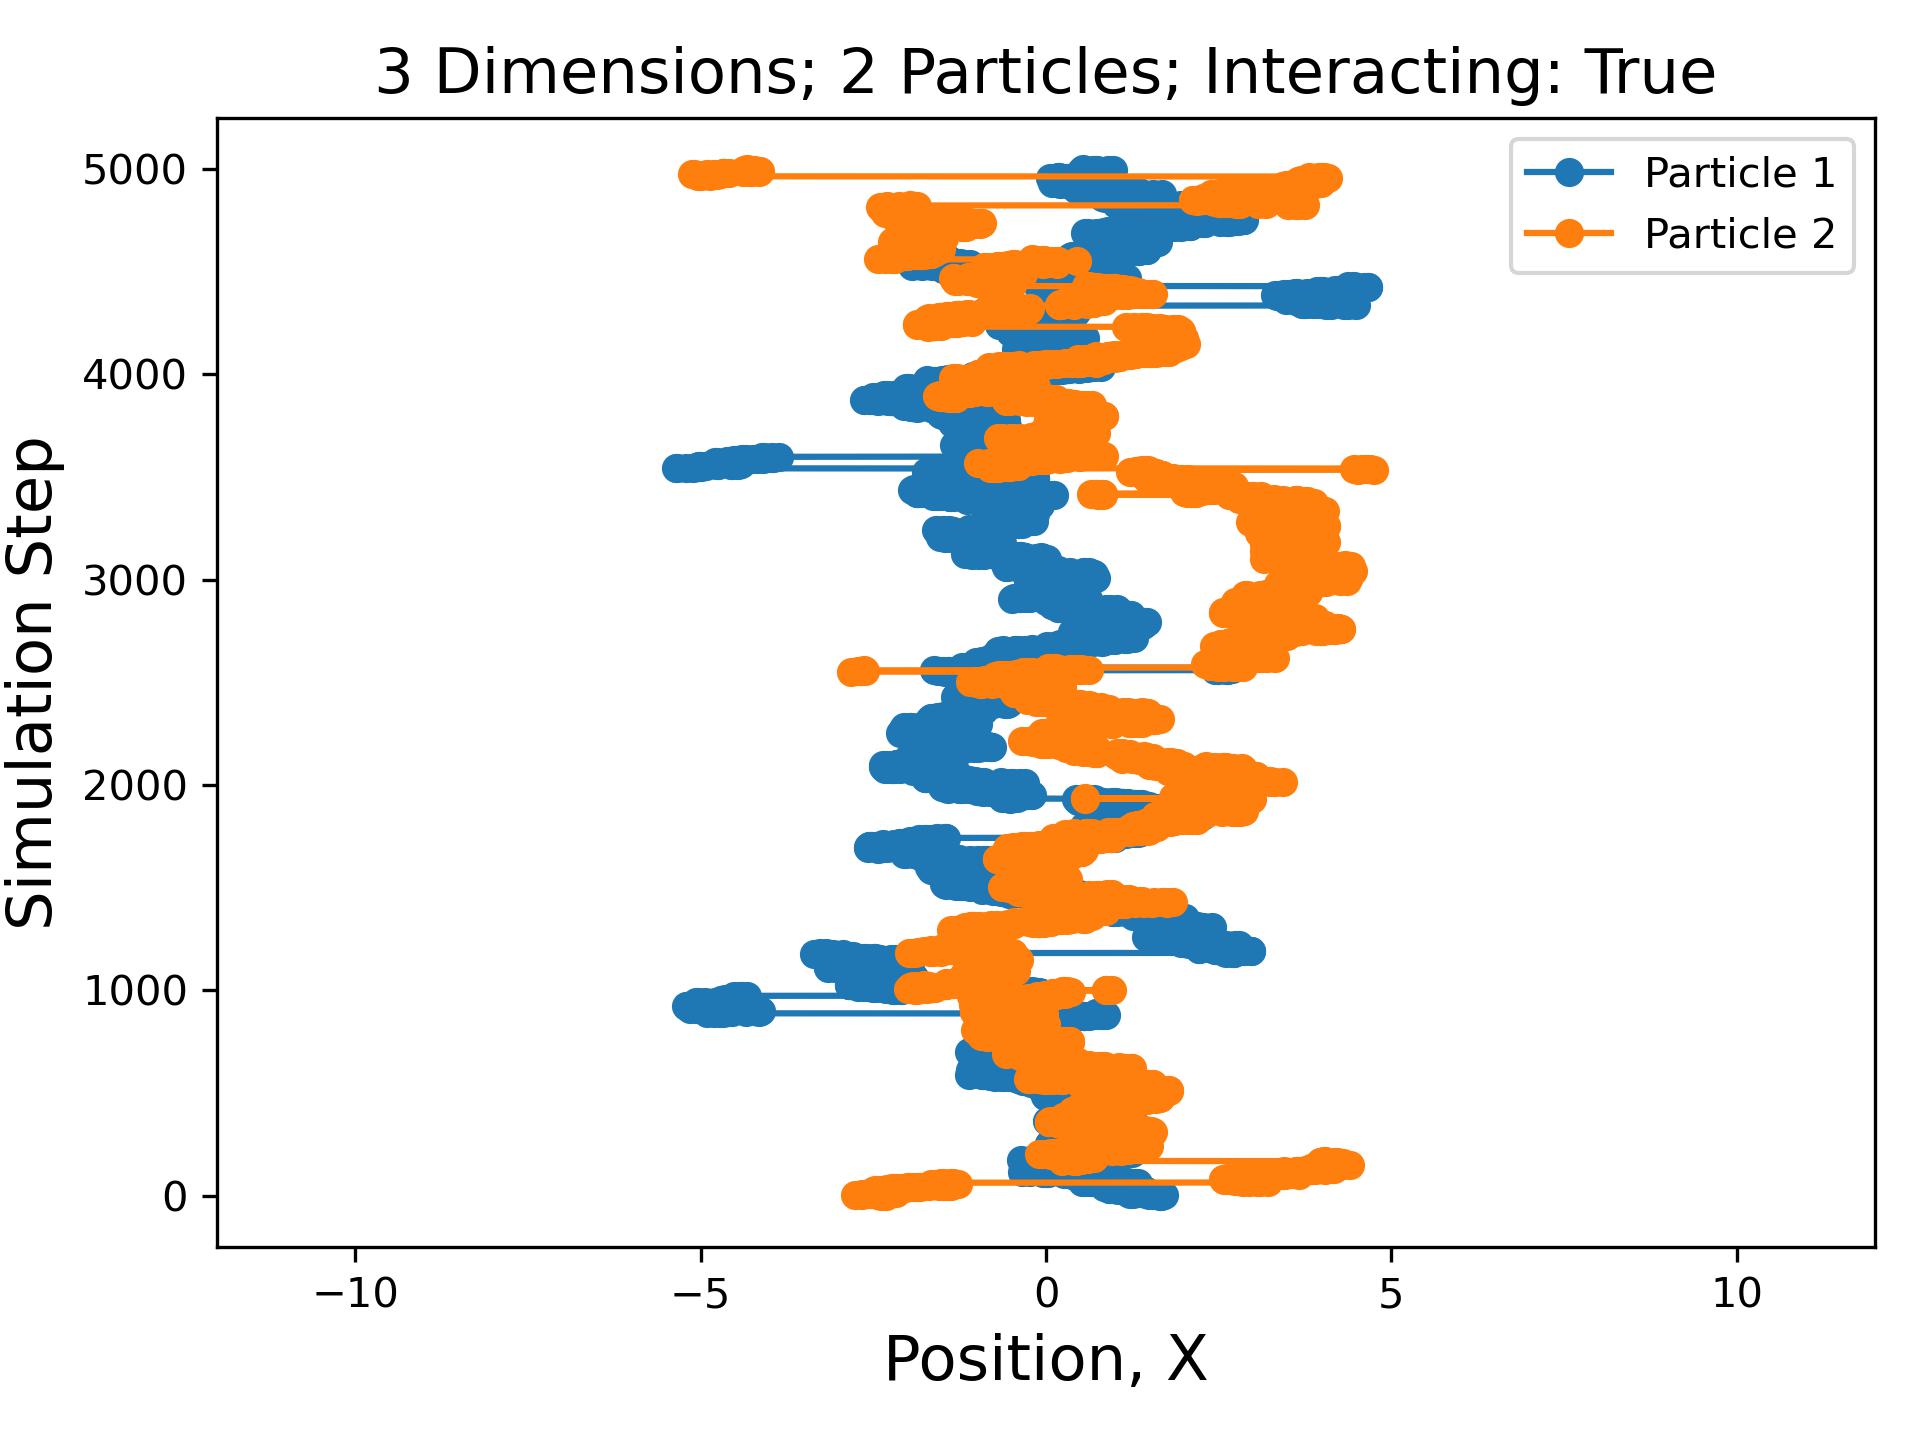 3 Dimensions; 2 Particles; Interacting: True
Particle 1
Particle 2
Simulation Step
5000
4000
3000
2000
1000
0
−10
−5
0
5
10
Position, X